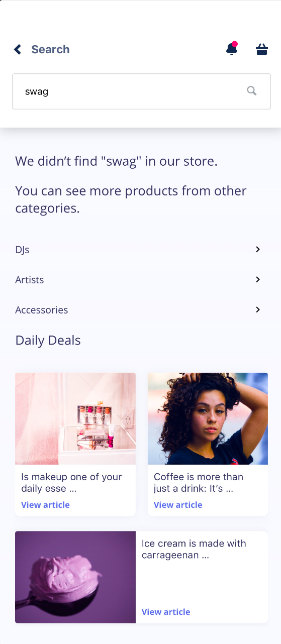 Search
swag
We didn’t find "swag" in our store.
You can see more products from other
categories.
DJs
Artists
Accessories
Daily Deals
Is makeup one of your
daily esse ...
View article
Coffee is more than
just a drink: It’s ...
View article
Ice cream is made with
carrageenan ...
View article